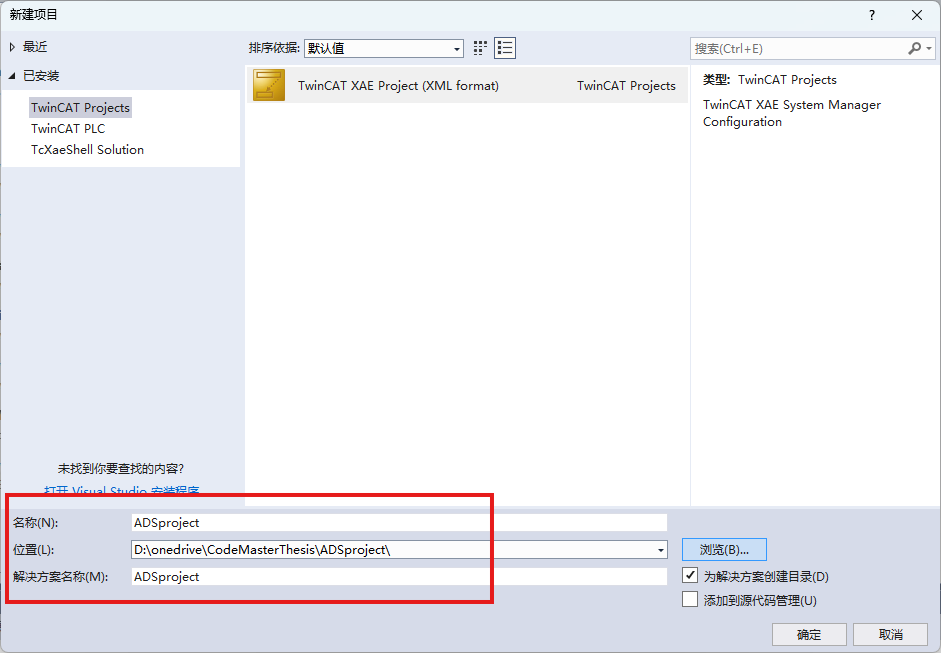 新建项目
?
最近
已安装
TwinCAT Projects
TwinCAT PLC
TcXaeShell Solution
未找到你要查找的内容?
打开 Visual Studio 安装程序
排序依据: 默认值
TwinCAT XAE Project (XML format) TwinCAT Projects
搜索(Ctrl+E)
类型: TwinCAT Projects
TwinCAT XAE System Manager
Configuration
名称(N): ADSproject
位置(L): D:\onedrive\CodeMasterThesis\ADSproject\ 浏览(B)...
解决方案名称(M): ADSproject
为解决方案创建目录(D)
添加到源代码管理(U)
确定 取消